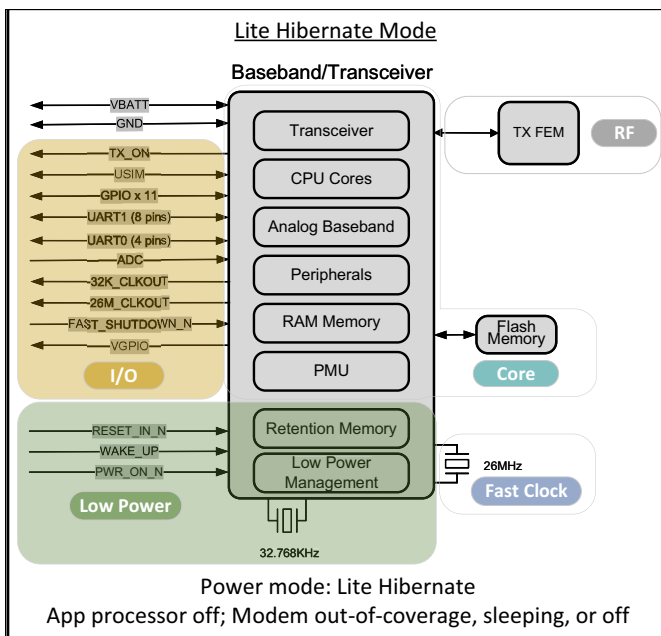 Lite Hibernate Mode
Baseband/Transceiver
VBATT
GND
TX_ON
USIM
GPIO x 11
UART1 (8 pins)
UART0 (4 pins)
ADC
32K_CLKOUT
26M_CLKOUT
FAST_SHUTDOWN_N
VGPIO
I/O
Transceiver
CPU Cores
Analog Baseband
Peripherals
RAM Memory
PMU
TX FEM
RF
Flash
Memory
Core
RESET_IN_N
WAKE_UP
PWR_ON_N
Low Power
Retention Memory
Low Power
Management
32.768KHz
26MHz
Fast Clock
Power mode: Lite Hibernate
App processor off; Modem out-of-coverage, sleeping, or off